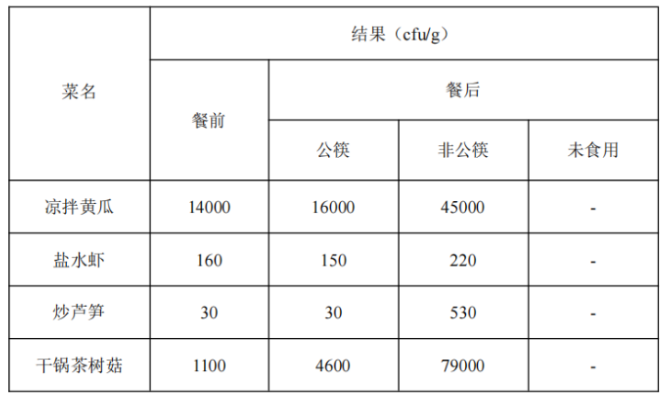 菜名 结果（cfu/g）
餐前 餐后
公筷 非公筷 未食用
凉拌黄瓜 14000 16000 45000 -
盐水虾 160 150 220 -
炒芦笋 30 30 530 -
干锅茶树菇 1100 4600 79000 -